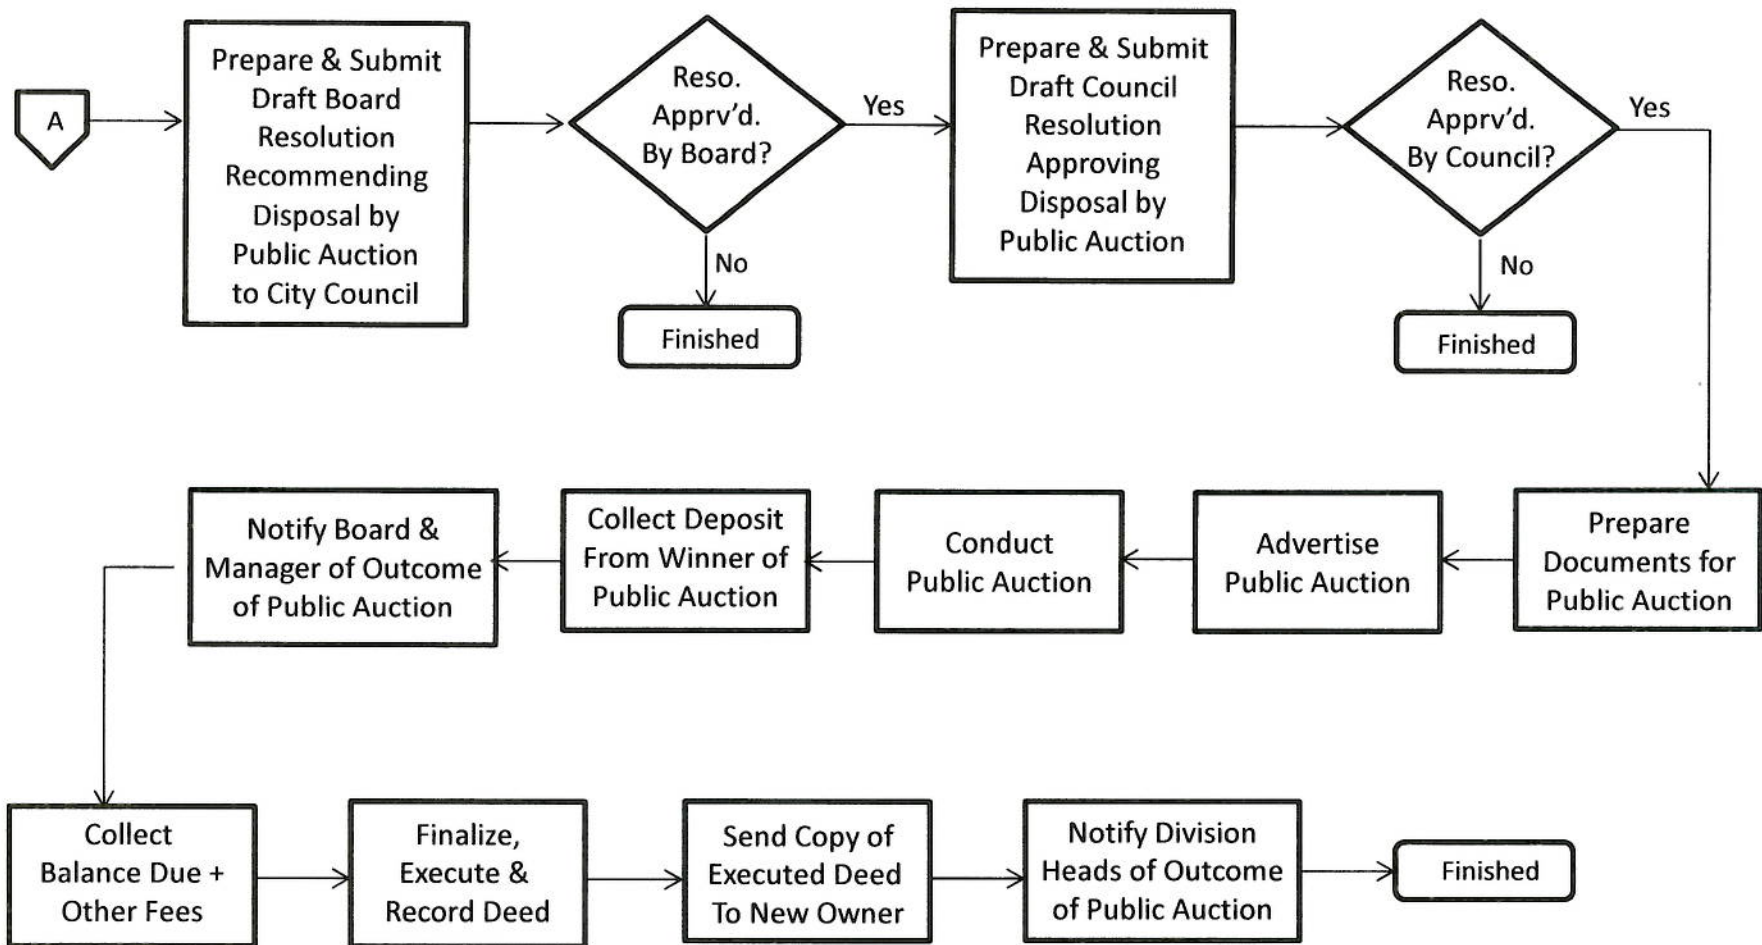 A
Prepare & Submit
Draft Board
Resolution
Recommending
Disposal by
Public Auction
to City Council
Reso.
Apprv'd.
By Board?
Yes
No
Finished
Prepare & Submit
Draft Council
Resolution
Approving
Disposal by
Public Auction
Reso.
Apprv'd.
By Council?
Yes
No
Finished
Prepare
Documents for
Public Auction
Advertise
Public Auction
Conduct
Public Auction
Collect Deposit
From Winner of
Public Auction
Notify Board &
Manager of Outcome
of Public Auction
Collect
Balance Due +
Other Fees
Finalize,
Execute &
Record Deed
Send Copy of
Executed Deed
To New Owner
Notify Division
Heads of Outcome
of Public Auction
Finished